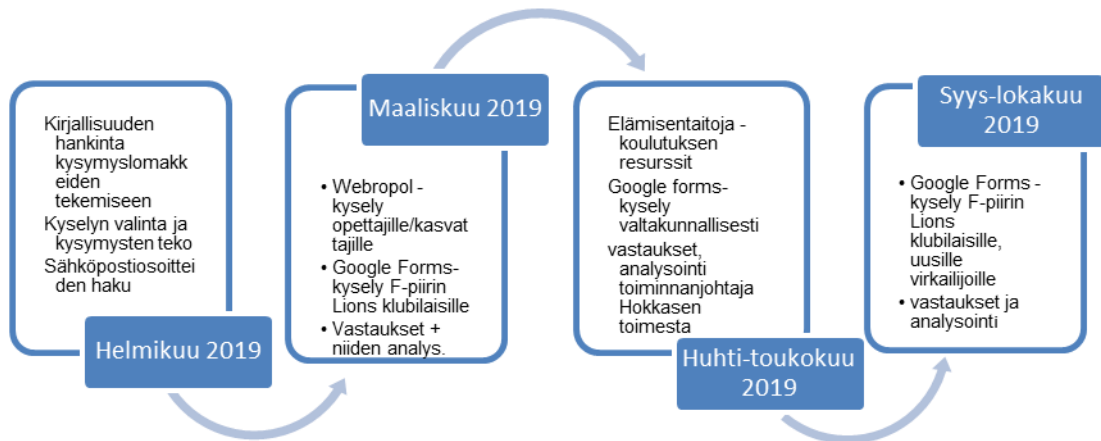 Kirjallisuuden
hankinta
kysymyslomakk
eiden
tekemiseen
Kyselyn valinta ja
kysymysten teko
Sähköpostiosoittei
den haku
Helmikuu 2019
Maaliskuu 2019
• Webropol -
kysely
opettajille/kasvat
tajille
• Google Forms-
kysely F-piirin
Lions klubilaisille
• Vastaukset +
niiden analys.
Elämisentaitoja -
koulutuksen
resurssit
Google forms-
kysely
valtakunnallisesti
vastaukset,
analysointi
toiminnanjohtaja
Hokkasen
toimesta
Huhti-toukokuu
2019
Syys-lokakuu
2019
• Google Forms -
kysely F-piirin
Lions
klubilaisille,
uusille
virkailijoille
• vastaukset ja
analysointi